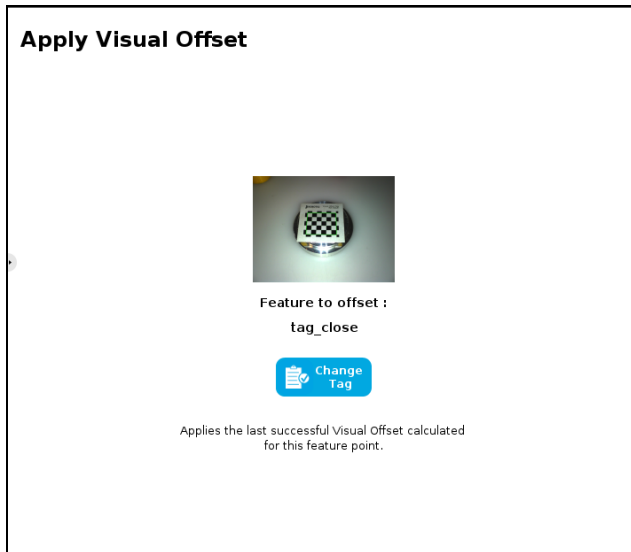 Apply Visual Offset
Feature to offset :
tag_close
Change
Tag
Applies the last successful Visual Offset calculated
for this feature point.